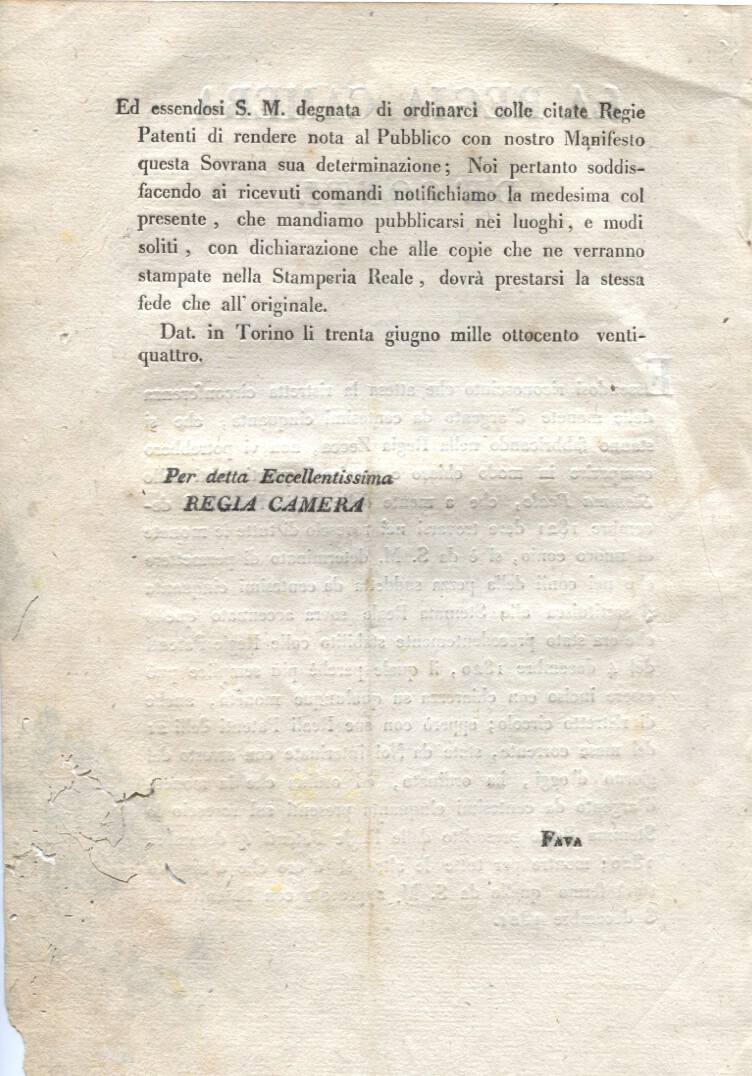 Ed essendosi S. M. degnata di ordinarci colle citate Regie
Patenti di rendere nota al Pubblico con nostro Manifesto
questa Sovrana sua determinazione; Noi pertanto soddis-
facendo ai ricevuti comandi notifichiamo la medesima col
presente, che mandiamo pubblicarsi nei luoghi, e modi
soliti, con dichiarazione che alle copie che ne verranno
stampate nella Stamperia Reale, dovrà prestarsi la stessa
fede che all'originale.
Dat. in Torino li trenta giugno mille ottocento venti-
quattro.
Per detta Eccellentissima
REGIA CAMERA
FAVA